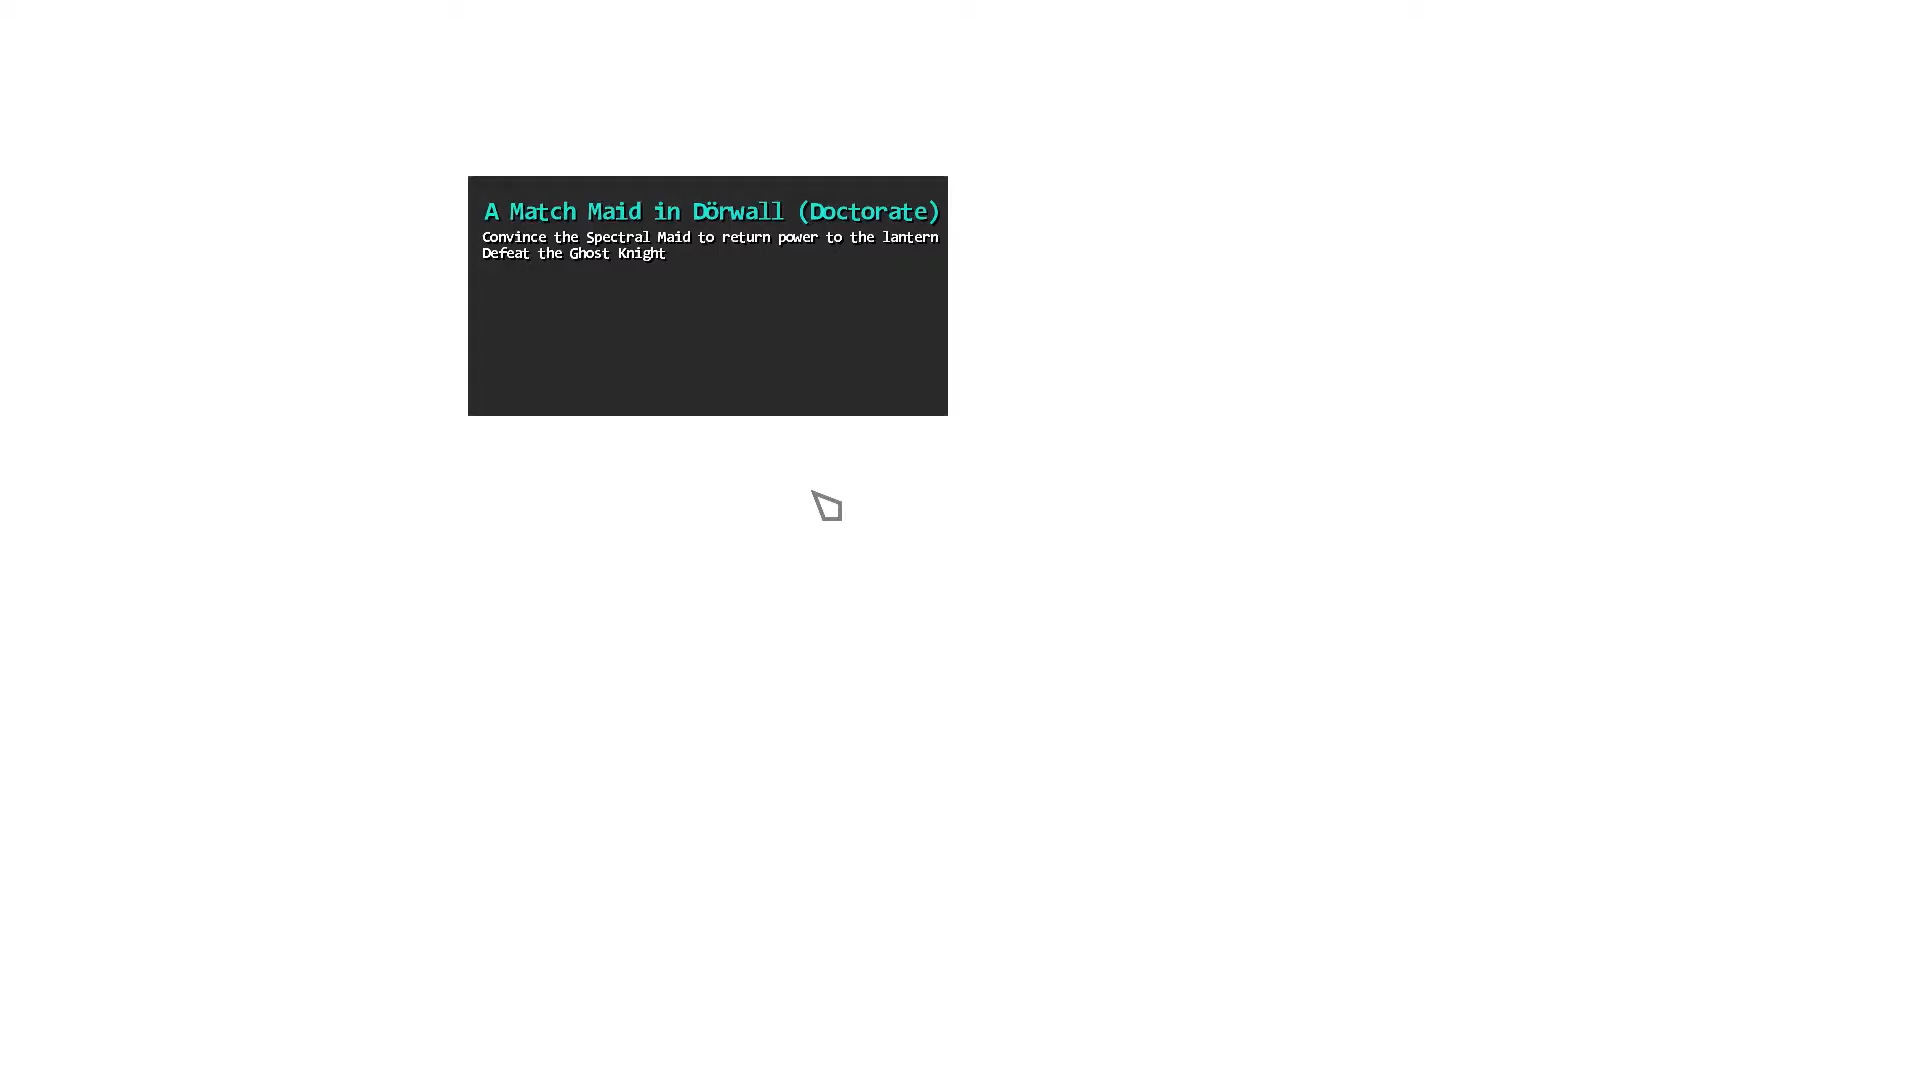 A Match Maid in Dörwall (Doctorate)
Convince the Spectral Maid to return power to the lantern
Defeat the Ghost Knight